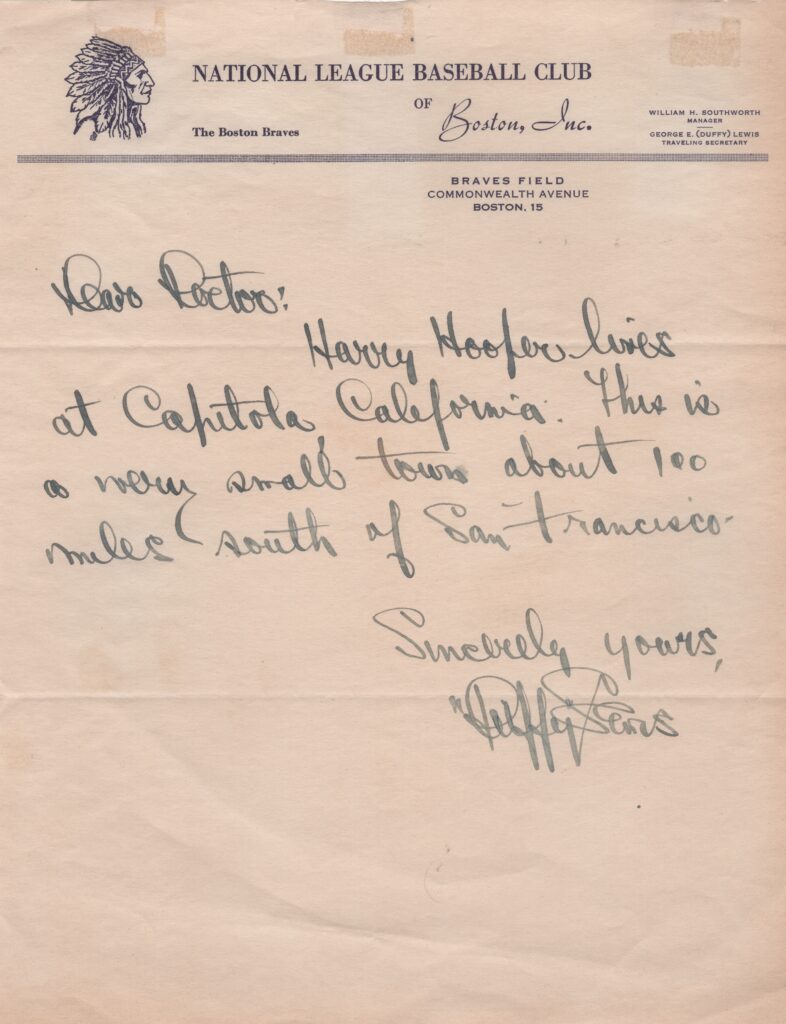 NATIONAL LEAGUE BASEBALL CLUB
OF Boston, Inc.
The Boston Braves
WILLIAM H. SOUTHWORTH
MANAGER
GEORGE E. (DUFFY) LEWIS
TRAVELING SECRETARY
BRAVES FIELD
COMMONWEALTH AVENUE
BOSTON, 15
Dear Doctor:
Harry Hooper lives
at Capitola, California. This is
a very small town about 100
miles south of San Francisco.
Sincerely yours,
"Duffy" Lewis